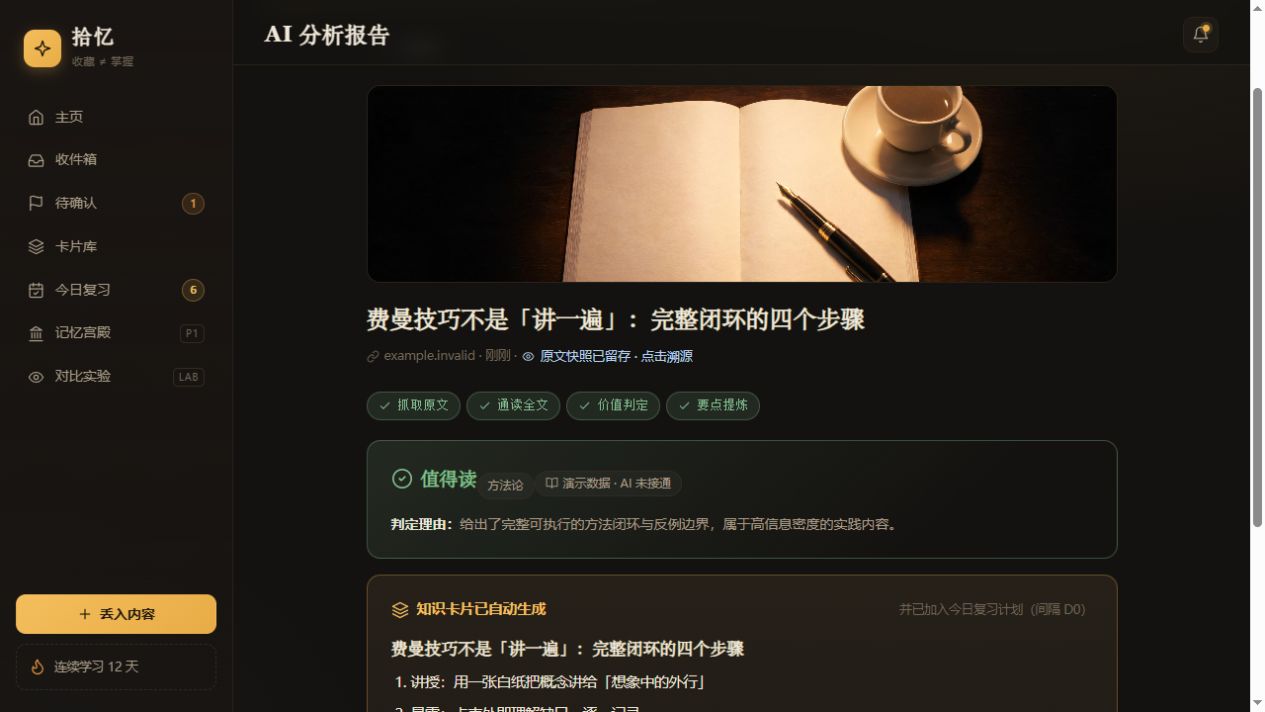 拾忆
收藏 ≠ 掌握
主页
收件箱
待确认 1
卡片库
今日复习 6
记忆宫殿 P1
对比实验 LAB
+ 丢入内容
连续学习 12 天
AI 分析报告
费曼技巧不是「讲一遍」：完整闭环的四个步骤
example.invalid · 刚刚 · 原文快照已留存 · 点击溯源
抓取原文 通读全文 价值判定 要点提炼
值得读 方法论 演示数据 · AI 未接通
判定理由：给出了完整可执行的方法闭环与反例边界，属于高信息密度的实践内容。
知识卡片已自动生成 并已加入今日复习计划（间隔 D0）
费曼技巧不是「讲一遍」：完整闭环的四个步骤
1. 讲授：用一张白纸把概念讲给「想象中的外行」